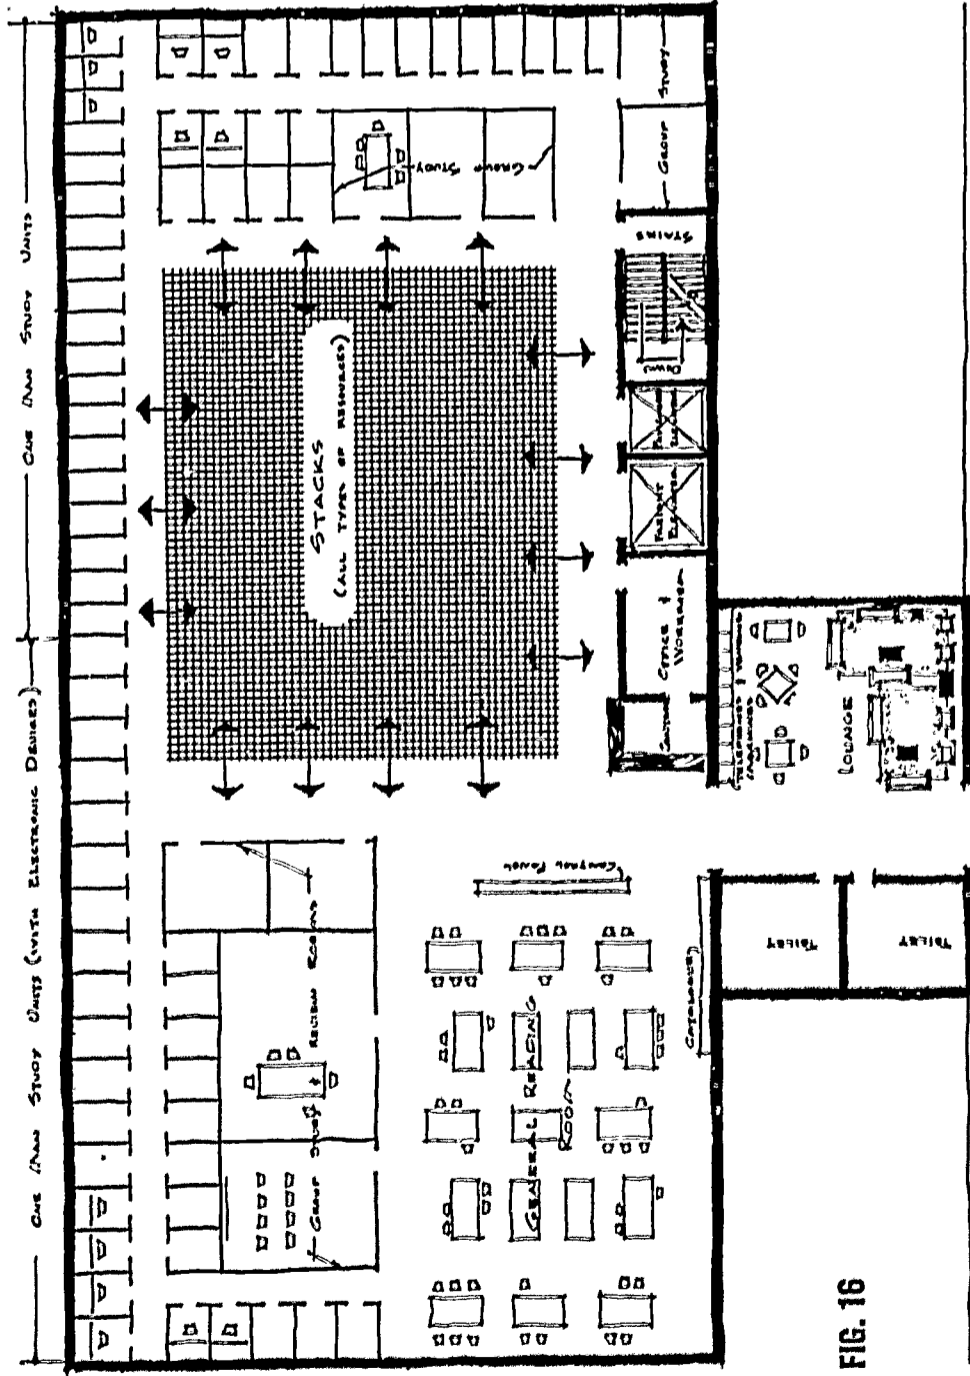 ONE MAN STUDY UNITS (WITH ELECTRONIC DEVICES)
ONE MAN STUDY UNITS
GROUP STUDY & REVIEW ROOMS
STACKS
(ALL TYPES OF RESOURCES)
GROUP STUDY
GROUP STUDY
GENERAL READING
ROOM
CONTROL
CATALOGUES
OFFICE &
WORKROOM
FREIGHT
ELEVATOR
ELEVATOR
DOWN
STAIRS
TOILET
TOILET
LOUNGE
FIG. 16